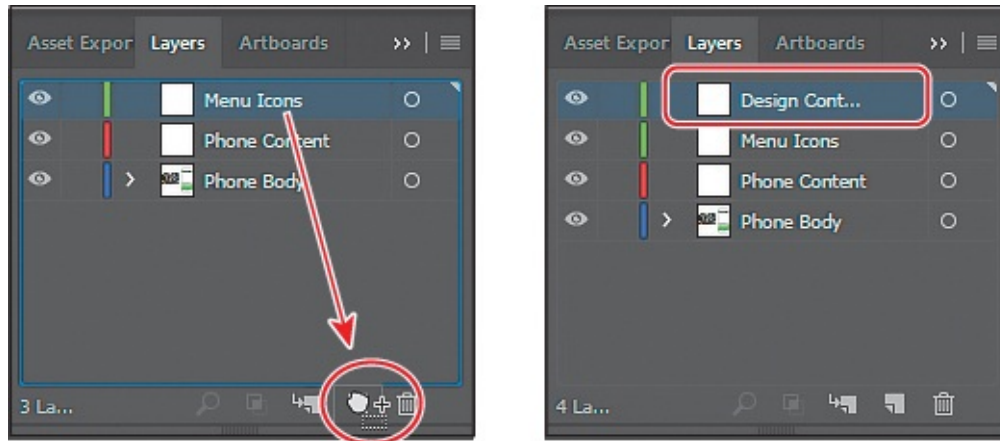 Asset Expor Layers Artboards >>
Menu Icons
Phone Content
Phone Body
3 La...
Asset Expor Layers Artboards >>
Design Cont...
Menu Icons
Phone Content
Phone Body
4 La...